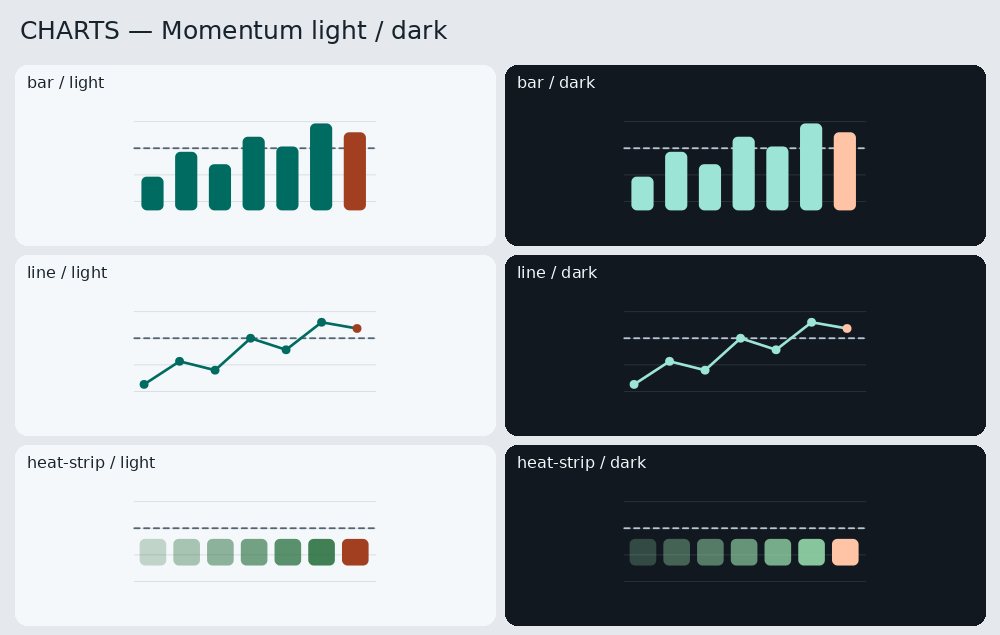 CHARTS — Momentum light / dark
bar / light
bar / dark
line / light
line / dark
heat-strip / light
heat-strip / dark